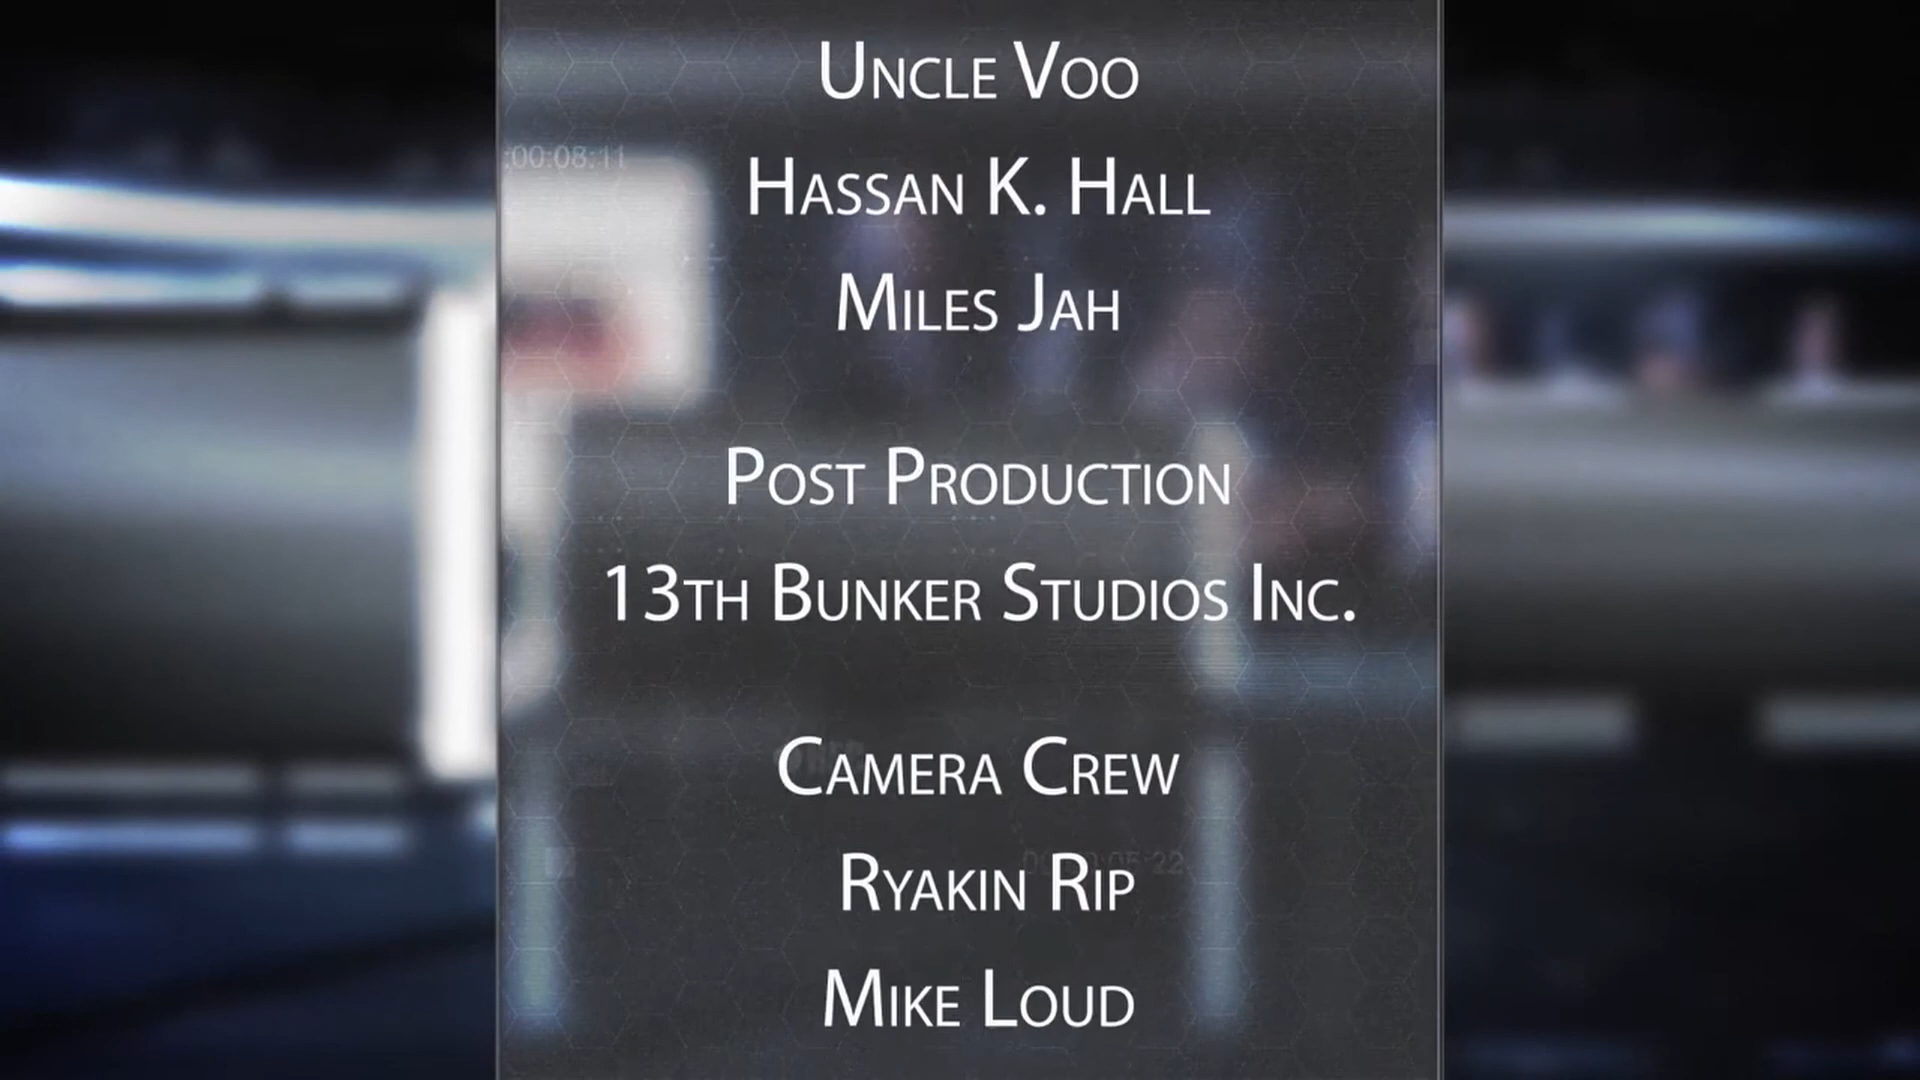 Uncle Voo
:00:08:11
Hassan K. Hall
Miles Jah
Post Production
13th Bunker Studios Inc.
Camera Crew
Ryakin Rip
Mike Loud